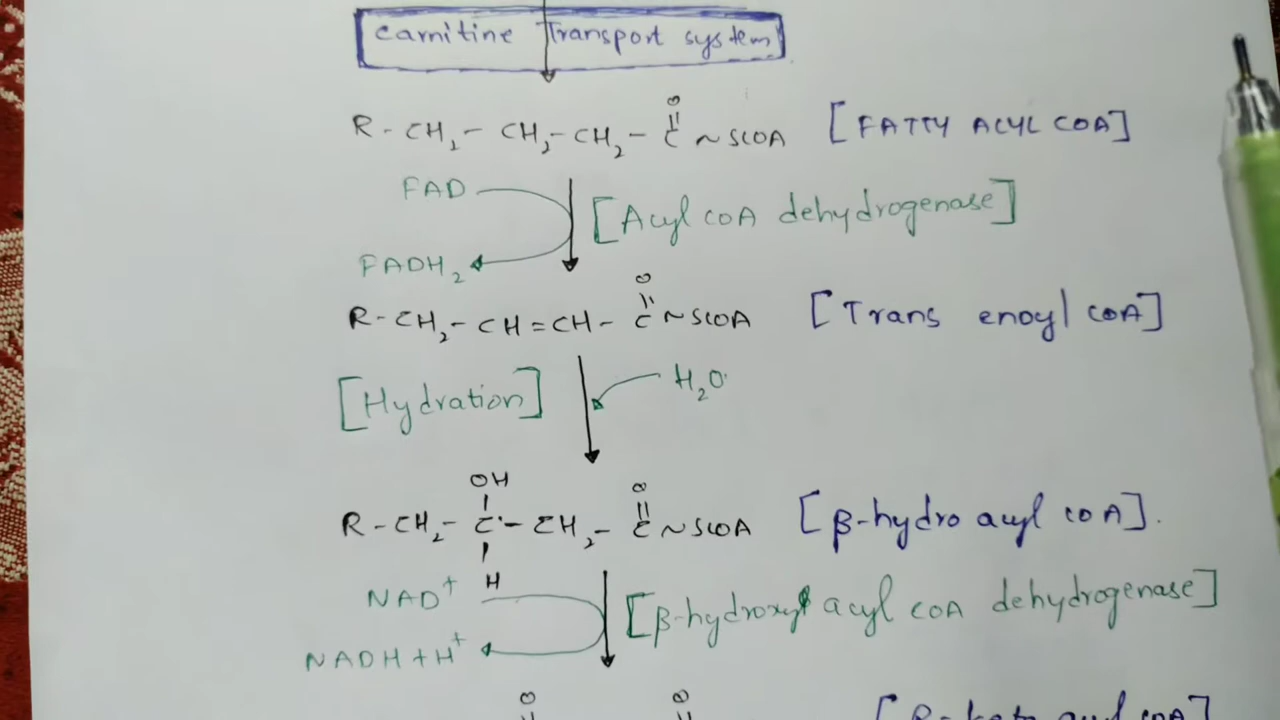 Carnitine Transport system
O
R-CH2-CH2-CH2-C~SCOA [FATTY ACYL COA]
FAD
[Acyl COA dehydrogenase]
FADH2
O
R-CH2-CH=CH-C~SCOA [Trans enoyl COA]
H2O
[Hydration]
OH O
R-CH2-C-CH2-C~SCOA [β-hydro acyl COA].
H
NAD+
[β-hydroxy acyl COA dehydrogenase]
NADH+H+
O O